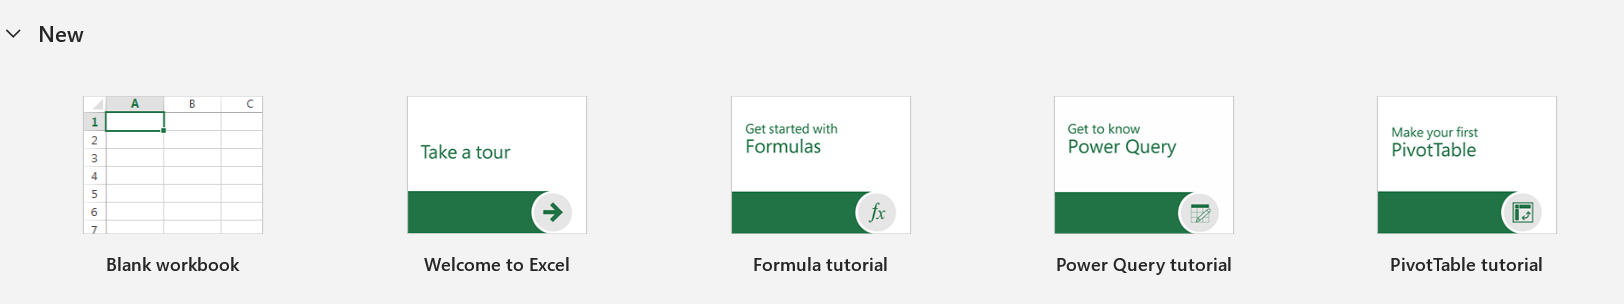 New
A B C
1
2
3
4
5
6
7
Blank workbook
Take a tour
Welcome to Excel
Get started with
Formulas
fx
Formula tutorial
Get to know
Power Query
Power Query tutorial
Make your first
PivotTable
PivotTable tutorial